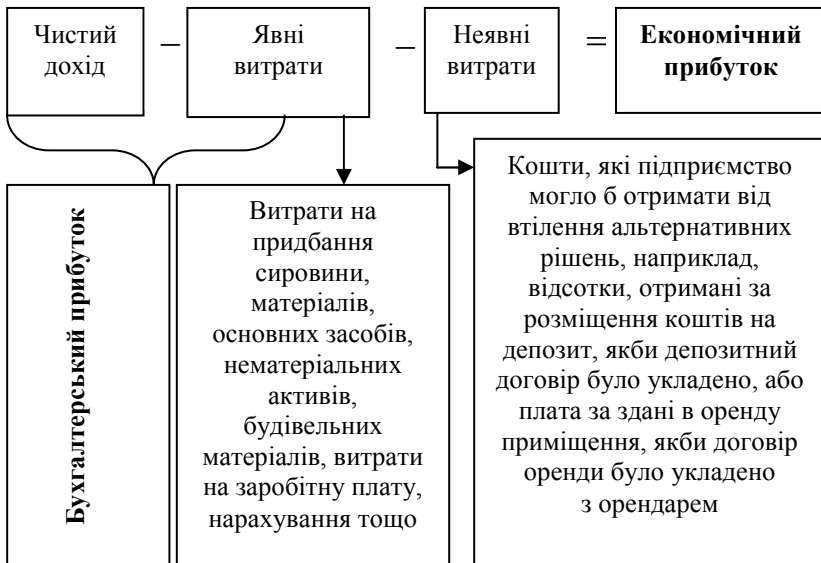 Чистий
дохід
–
Явні
витрати
–
Неявні
витрати
=
Економічний
прибуток
Бухгалтерський прибуток
Витрати на
придбання
сировини,
матеріалів,
основних засобів,
нематеріальних
активів,
будівельних
матеріалів, витрати
на заробітну плату,
нарахування тощо
Кошти, які підприємство
могло б отримати від
втілення альтернативних
рішень, наприклад,
відсотки, отримані за
розміщення коштів на
депозит, якби депозитний
договір було укладено, або
плата за здані в оренду
приміщення, якби договір
оренди було укладено
з орендарем